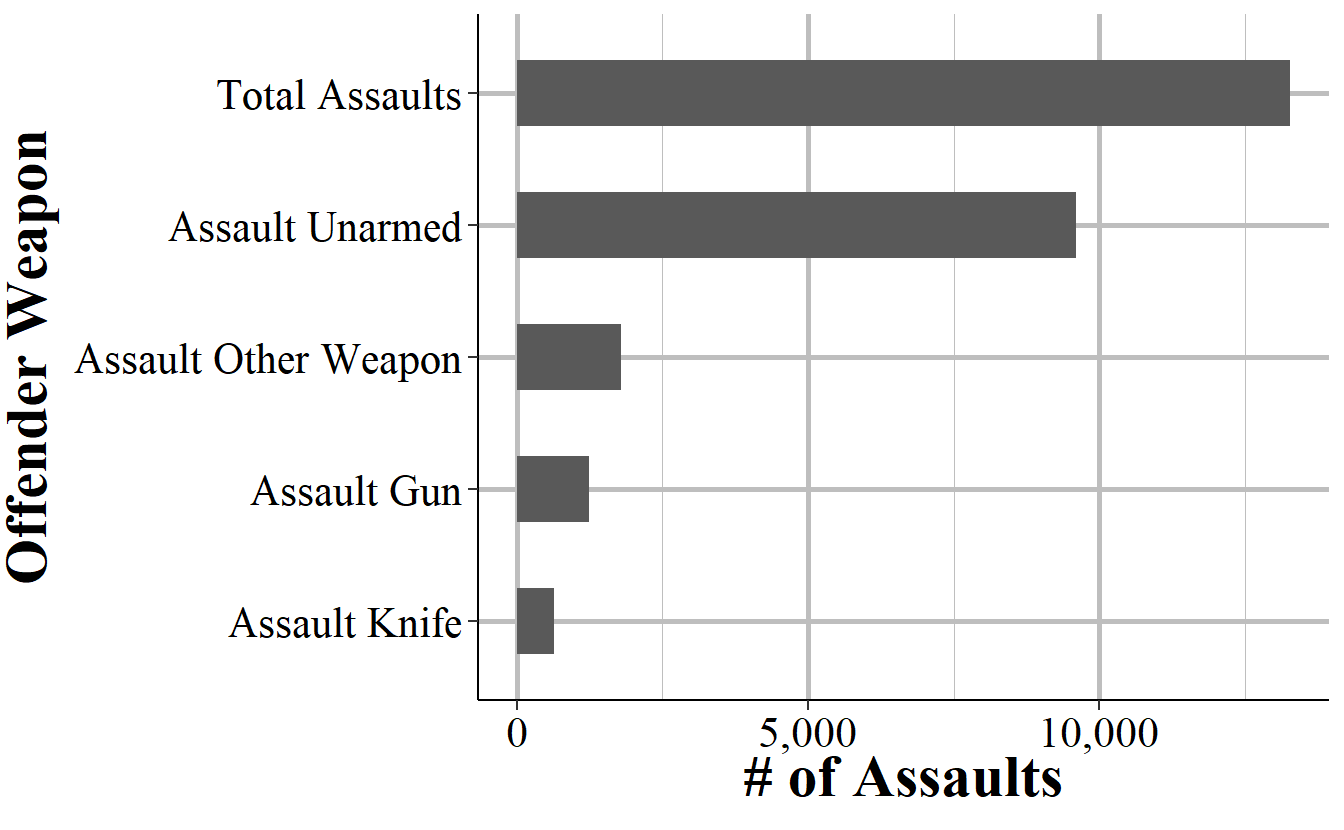 Offender Weapon
Total Assaults
Assault Unarmed
Assault Other Weapon
Assault Gun
Assault Knife
0 5,000 10,000
# of Assaults